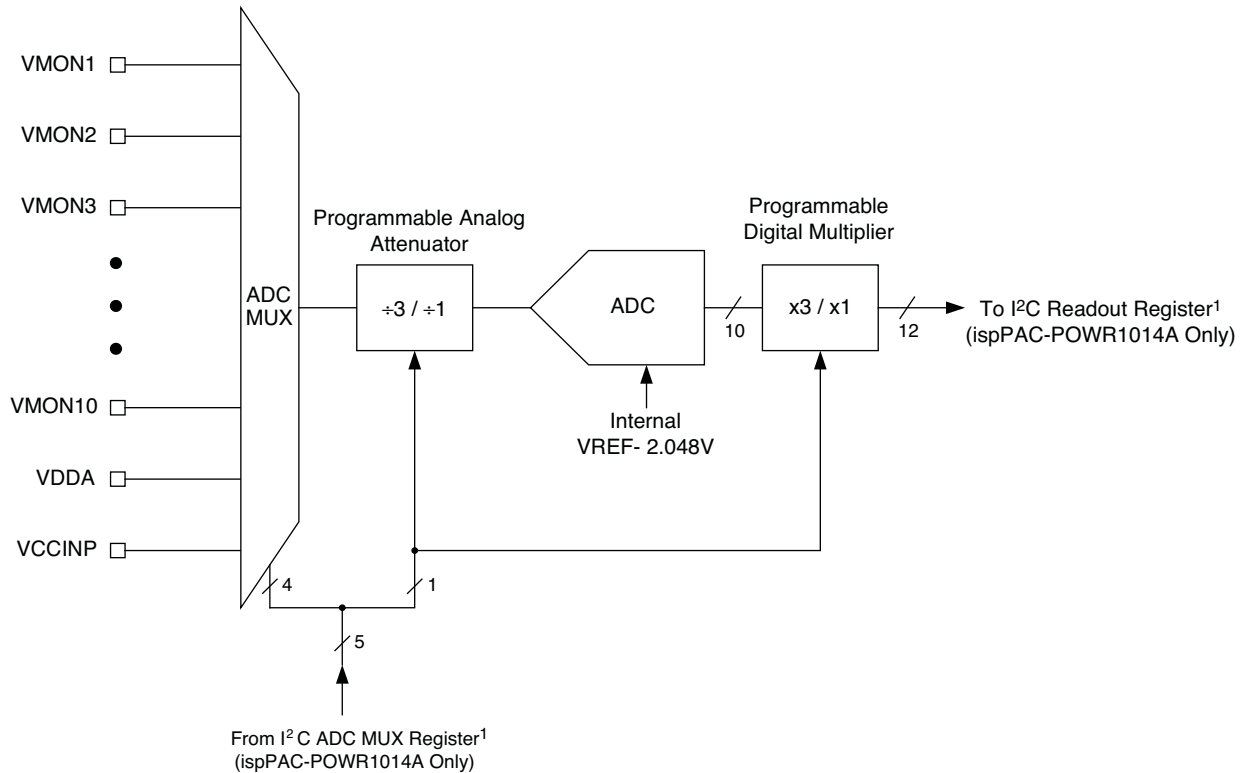 VMON1
VMON2
VMON3
VMON10
VDDA
VCCINP
ADC
MUX
Programmable Analog
Attenuator
÷3 / ÷1
ADC
Internal
VREF- 2.048V
10
Programmable
Digital Multiplier
x3 / x1
12
To I²C Readout Register¹
(ispPAC-POWR1014A Only)
4
1
5
From I² C ADC MUX Register¹
(ispPAC-POWR1014A Only)